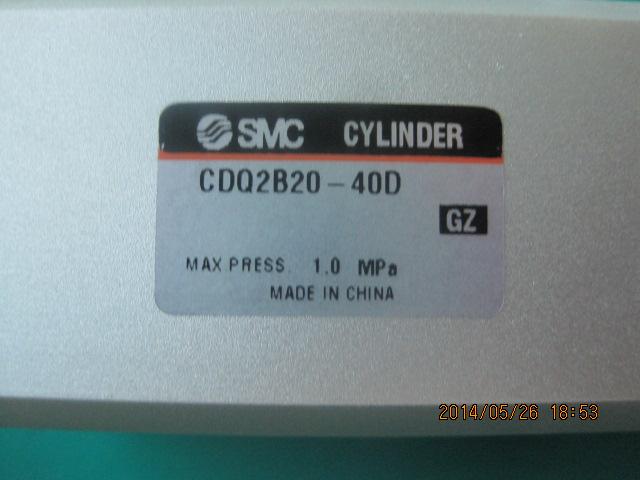 SMC CYLINDER
CDQ2B20-40D
GZ
MAX PRESS. 1.0 MPa
MADE IN CHINA
2014/05/26 18:53